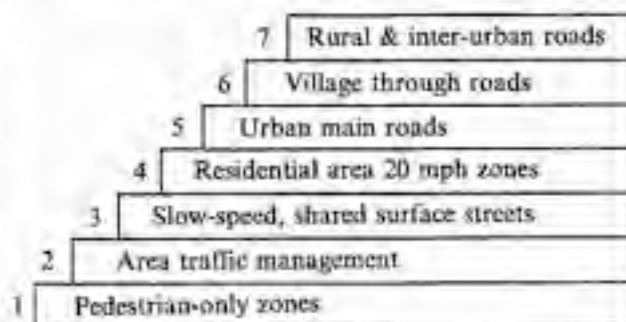 7 Rural & inter-urban roads
6 Village through roads
5 Urban main roads
4 Residential area 20 mph zones
3 Slow-speed, shared surface streets
2 Area traffic management
1 Pedestrian-only zones